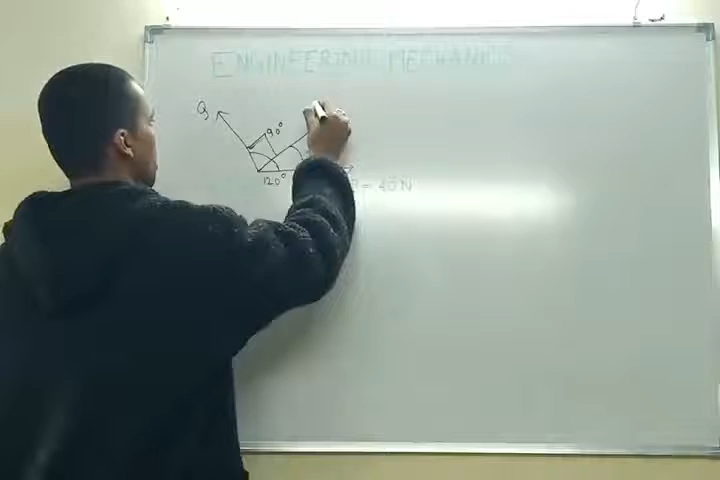 ENGINEERING MECHANICS
Q
90°
120°
= 40 N